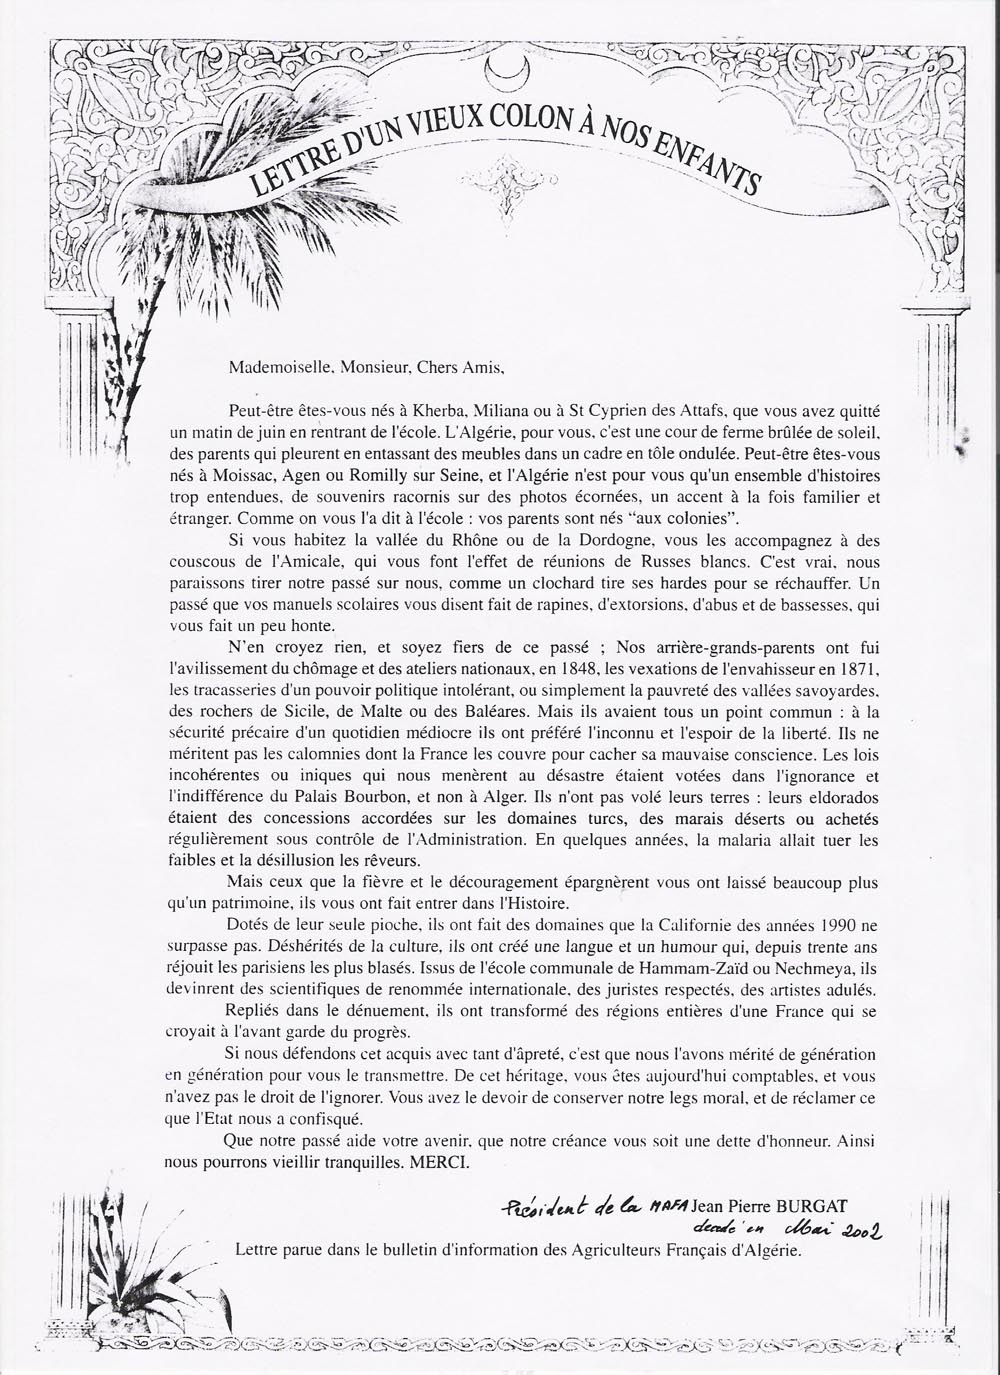 LETTRE D'UN VIEUX COLON À NOS ENFANTS
Mademoiselle, Monsieur, Chers Amis,
Peut-être êtes-vous nés à Kherba, Miliana ou à St Cyprien des Attafs, que vous avez quitté
un matin de juin en rentrant de l'école. L'Algérie, pour vous, c'est une cour de ferme brûlée de soleil,
des parents qui pleurent en entassant des meubles dans un cadre en tôle ondulée. Peut-être êtes-vous
nés à Moissac, Agen ou Romilly sur Seine, et l'Algérie n'est pour vous qu'un ensemble d'histoires
trop entendues, de souvenirs racornis sur des photos écornées, un accent à la fois familier et
étranger. Comme on vous l'a dit à l'école : vos parents sont nés “aux colonies”.
Si vous habitez la vallée du Rhône ou de la Dordogne, vous les accompagnez à des
couscous de l'Amicale, qui vous font l'effet de réunions de Russes blancs. C'est vrai, nous
paraissons tirer notre passé sur nous, comme un clochard tire ses hardes pour se réchauffer. Un
passé que vos manuels scolaires vous disent fait de rapines, d'extorsions, d'abus et de bassesses, qui
vous fait un peu honte.
N'en croyez rien, et soyez fiers de ce passé ; Nos arrière-grands-parents ont fui
l'avilissement du chômage et des ateliers nationaux, en 1848, les vexations de l'envahisseur en 1871,
les tracasseries d'un pouvoir politique intolérant, ou simplement la pauvreté des vallées savoyardes,
des rochers de Sicile, de Malte ou des Baléares. Mais ils avaient tous un point commun : à la
sécurité précaire d'un quotidien médiocre ils ont préféré l'inconnu et l'espoir de la liberté. Ils ne
méritent pas les calomnies dont la France les couvre pour cacher sa mauvaise conscience. Les lois
incohérentes ou iniques qui nous menèrent au désastre étaient votées dans l'ignorance et
l'indifférence du Palais Bourbon, et non à Alger. Ils n'ont pas volé leurs terres : leurs eldorados
étaient des concessions accordées sur les domaines turcs, des marais déserts ou achetés
régulièrement sous contrôle de l'Administration. En quelques années, la malaria allait tuer les
faibles et la désillusion les rêveurs.
Mais ceux que la fièvre et le découragement épargnèrent vous ont laissé beaucoup plus
qu'un patrimoine, ils vous ont fait entrer dans l'Histoire.
Dotés de leur seule pioche, ils ont fait des domaines que la Californie des années 1990 ne
surpasse pas. Déshérités de la culture, ils ont créé une langue et un humour qui, depuis trente ans
réjouit les parisiens les plus blasés. Issus de l'école communale de Hammam-Zaïd ou Nechmeya, ils
devinrent des scientifiques de renommée internationale, des juristes respectés, des artistes adulés.
Repliés dans le dénuement, ils ont transformé des régions entières d'une France qui se
croyait à l'avant garde du progrès.
Si nous défendons cet acquis avec tant d'âpreté, c'est que nous l'avons mérité de génération
en génération pour vous le transmettre. De cet héritage, vous êtes aujourd'hui comptables, et vous
n'avez pas le droit de l'ignorer. Vous avez le devoir de conserver notre legs moral, et de réclamer ce
que l'Etat nous a confisqué.
Que notre passé aide votre avenir, que notre créance vous soit une dette d'honneur. Ainsi
nous pourrons vieillir tranquilles. MERCI.
Président de la MAFA Jean Pierre BURGAT
decedé en Mai 2002
Lettre parue dans le bulletin d'information des Agriculteurs Français d'Algérie.